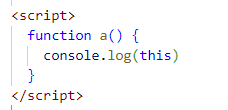 <script>
  function a() {
    console.log(this)
  }
</script>